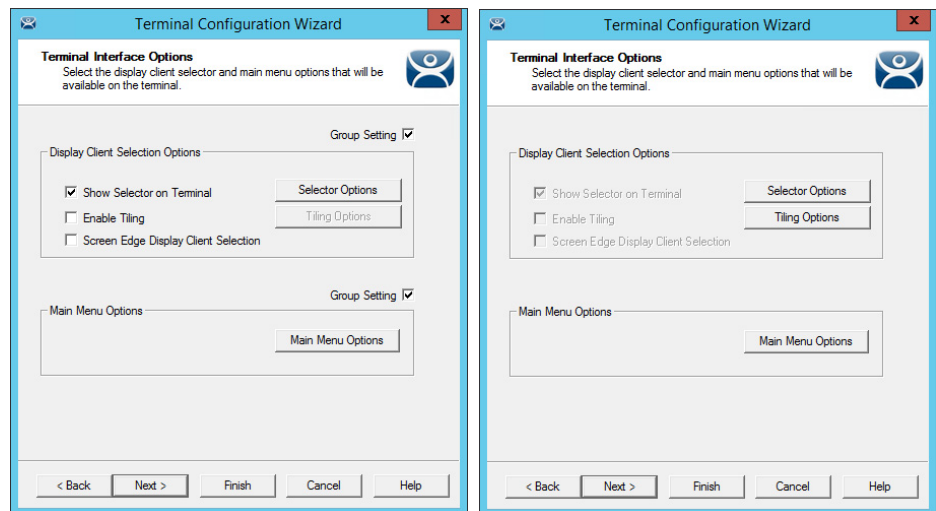 Terminal Configuration Wizard
x
Terminal Interface Options
Select the display client selector and main menu options that will be
available on the terminal.
Group Setting
Display Client Selection Options
Show Selector on Terminal
Selector Options
Enable Tiling
Tiling Options
Screen Edge Display Client Selection
Group Setting
Main Menu Options
Main Menu Options
< Back
Next >
Finish
Cancel
Help
Terminal Configuration Wizard
x
Terminal Interface Options
Select the display client selector and main menu options that will be
available on the terminal.
Display Client Selection Options
Show Selector on Terminal
Selector Options
Enable Tiling
Tiling Options
Screen Edge Display Client Selection
Main Menu Options
Main Menu Options
< Back
Next >
Finish
Cancel
Help